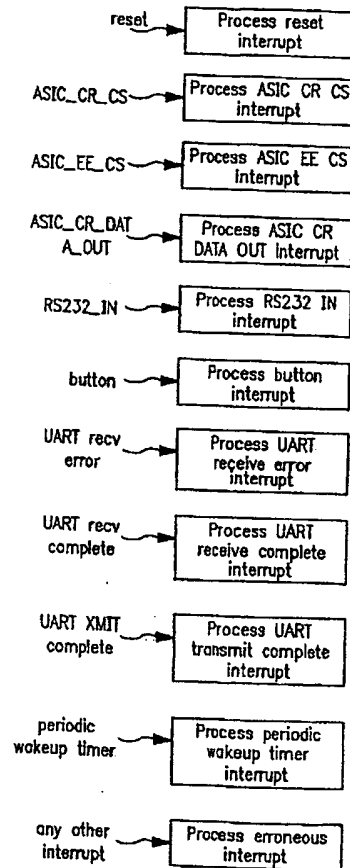 reset
Process reset
interrupt
ASIC_CR_CS
Process ASIC CR CS
interrupt
ASIC_EE_CS
Process ASIC EE CS
Interrupt
ASIC_CR_DAT
A_OUT
Process ASIC CR
DATA OUT interrupt
RS232_IN
Process RS232 IN
interrupt
button
Process button
interrupt
UART recv
error
Process UART
receive error
interrupt
UART recv
complete
Process UART
receive complete
interrupt
UART XMIT
complete
Process UART
transmit complete
interrupt
periodic
wakeup timer
Process periodic
wakeup timer
interrupt
any other
interrupt
Process erroneous
interrupt